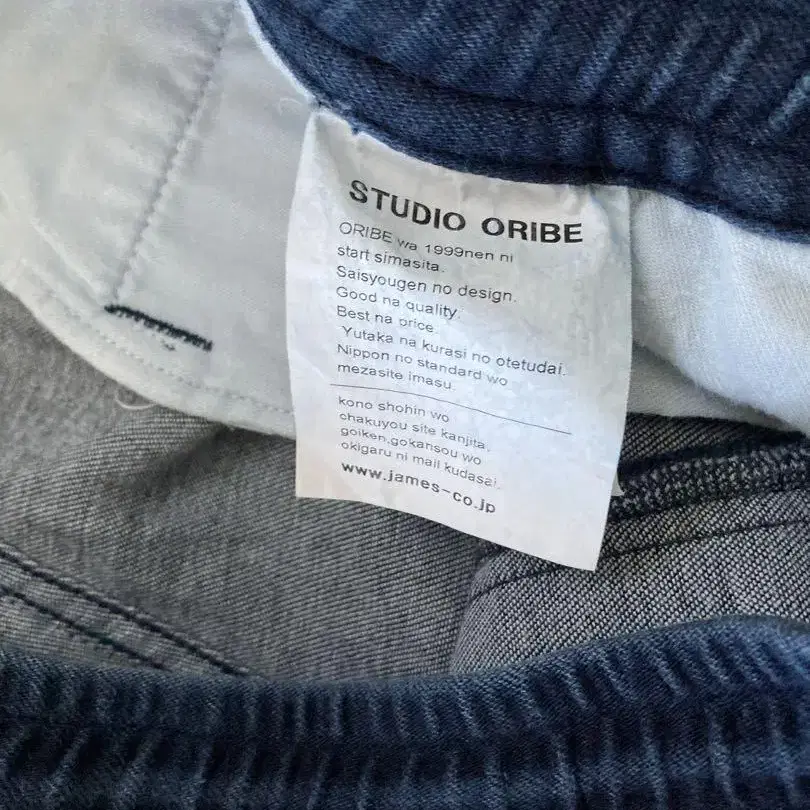 STUDIO ORIBE
ORIBE wa 1999nen ni
start simasita.
Saisyougen no design.
Good na quality.
Best na price.
Yutaka na kurasi no otetudai.
Nippon no standard wo
mezasite imasu.
kono shohin wo
chakuyou site kanjita,
goiken,gokansou wo
okigaru ni mail kudasai.
www.james-co.jp